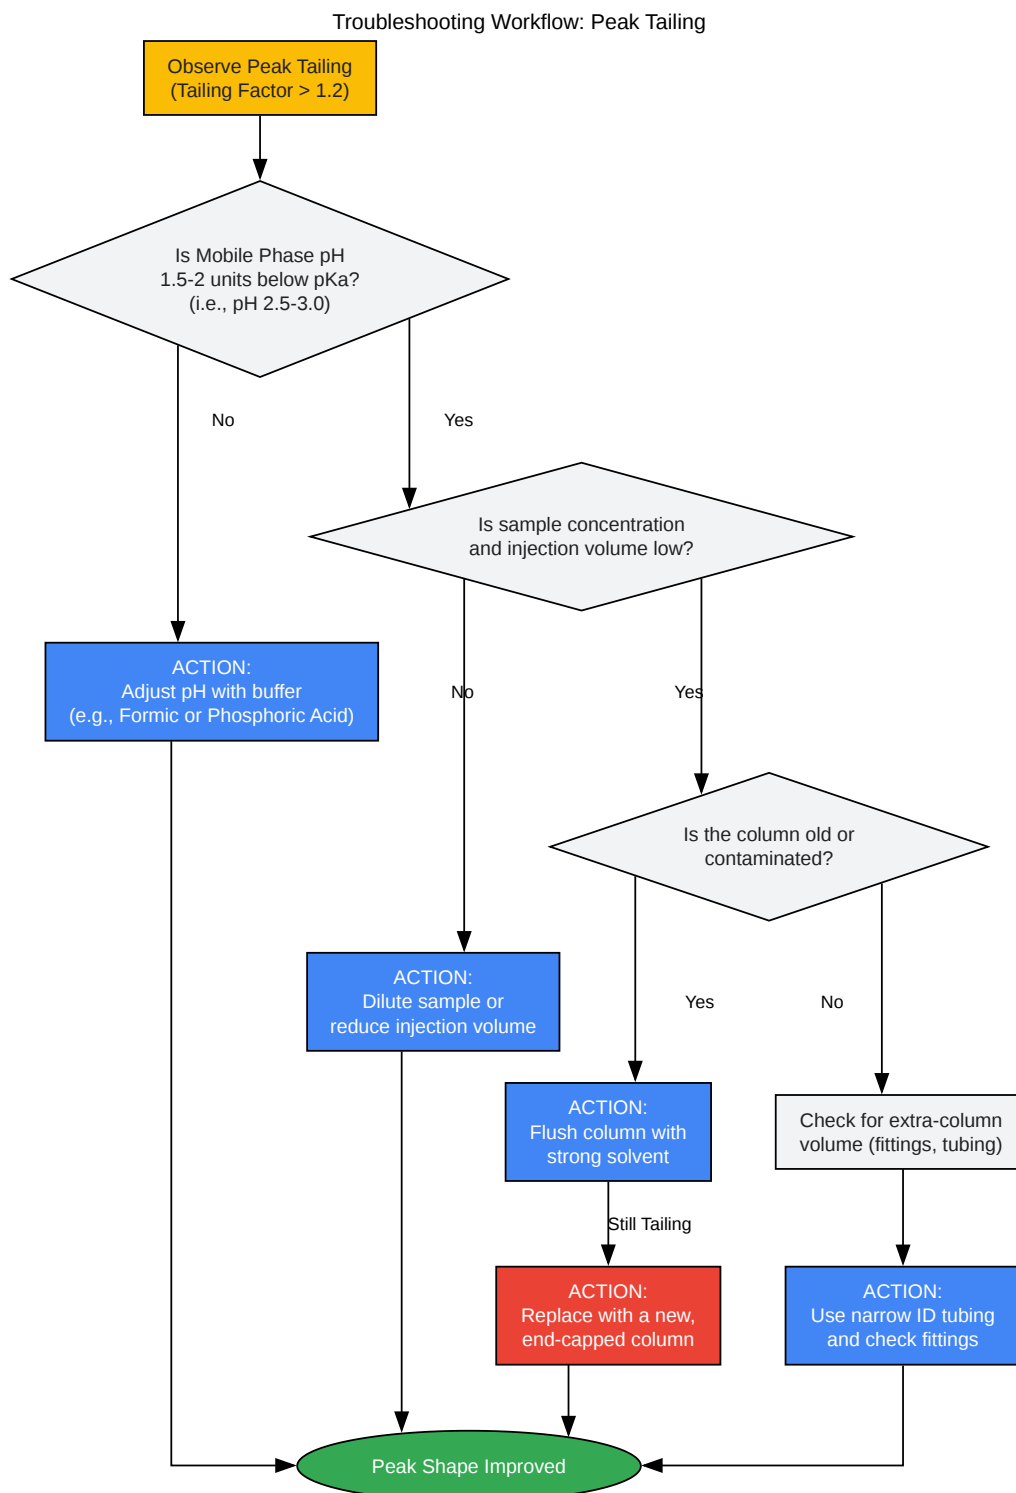 Troubleshooting Workflow: Peak Tailing
Observe Peak Tailing
(Tailing Factor > 1.2)
Is Mobile Phase pH
1.5-2 units below pKa?
(i.e., pH 2.5-3.0)
No
Yes
Is sample concentration
and injection volume low?
ACTION:
Adjust pH with buffer
(e.g., Formic or Phosphoric Acid)
No
Yes
Is the column old or
contaminated?
ACTION:
Dilute sample or
reduce injection volume
Yes
No
ACTION:
Flush column with
strong solvent
Check for extra-column
volume (fittings, tubing)
Still Tailing
ACTION:
Replace with a new,
end-capped column
ACTION:
Use narrow ID tubing
and check fittings
Peak Shape Improved